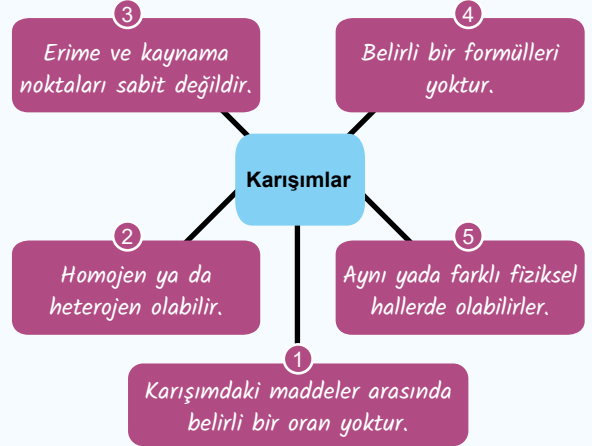 3
Erime ve kaynama
noktaları sabit değildir.
4
Belirli bir formülleri
yoktur.
Karışımlar
2
Homojen ya da
heterojen olabilir.
5
Aynı yada farklı fiziksel
hallerde olabilirler.
1
Karışımdaki maddeler arasında
belirli bir oran yoktur.